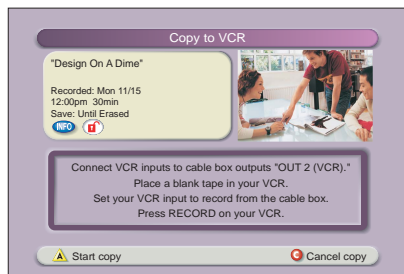 Copy to VCR
"Design On A Dime"
Recorded: Mon 11/15
12:00pm 30min
Save: Until Erased
INFO
Connect VCR inputs to cable box outputs "OUT 2 (VCR)."
Place a blank tape in your VCR.
Set your VCR input to record from the cable box.
Press RECORD on your VCR.
A Start copy
C Cancel copy